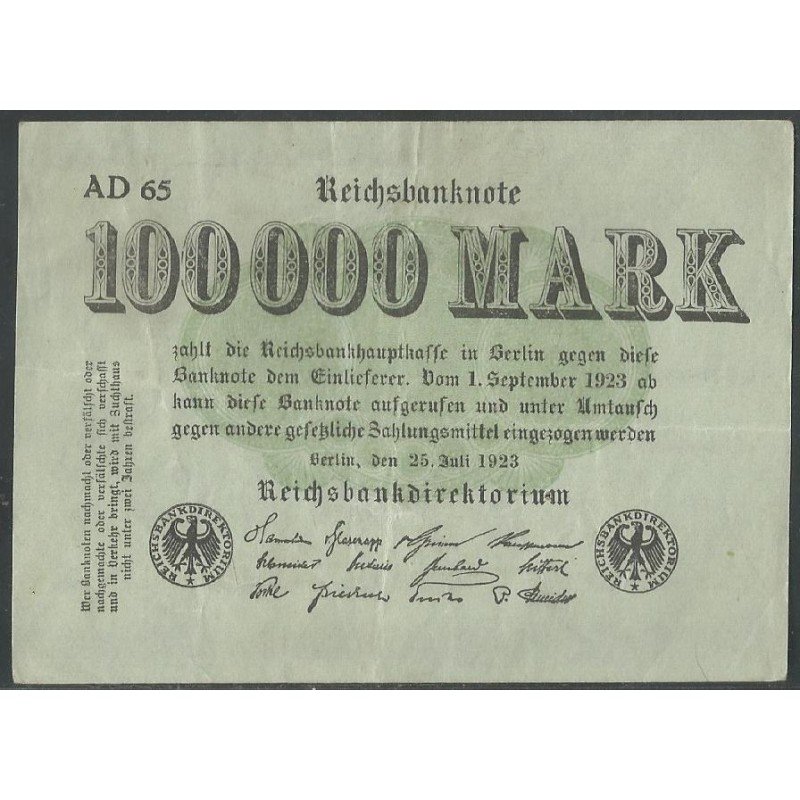 AD 65
Reichsbanknote
100000 MARK
zahlt die Reichsbankhauptkasse in Berlin gegen diese
Banknote dem Einlieferer. Vom 1. September 1923 ab
kann diese Banknote aufgerufen und unter Umtausch
gegen andere gesetzliche Zahlungsmittel eingezogen werden
Berlin, den 25. Juli 1923
Reichsbankdirektorium
Wer Banknoten nachmacht oder verfälscht oder
nachgemachte oder verfälschte sich verschafft
und in Verkehr bringt, wird mit Zuchthaus
nicht unter zwei Jahren bestraft.
REICHSBANKDIREKTORIUM
REICHSBANKDIREKTORIUM